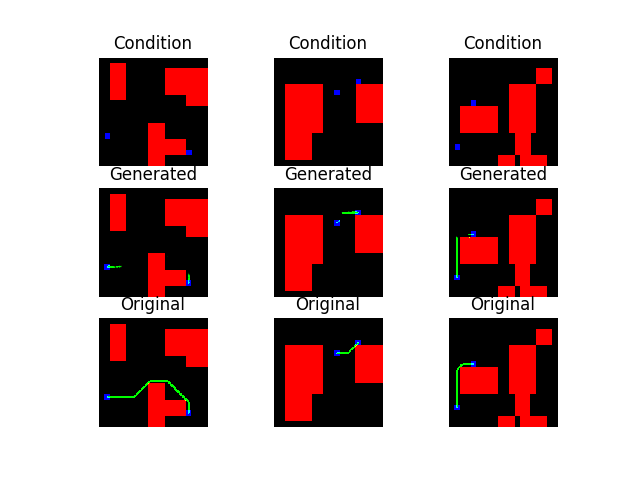 Condition Condition Condition
Generated Generated Generated
Original Original Original